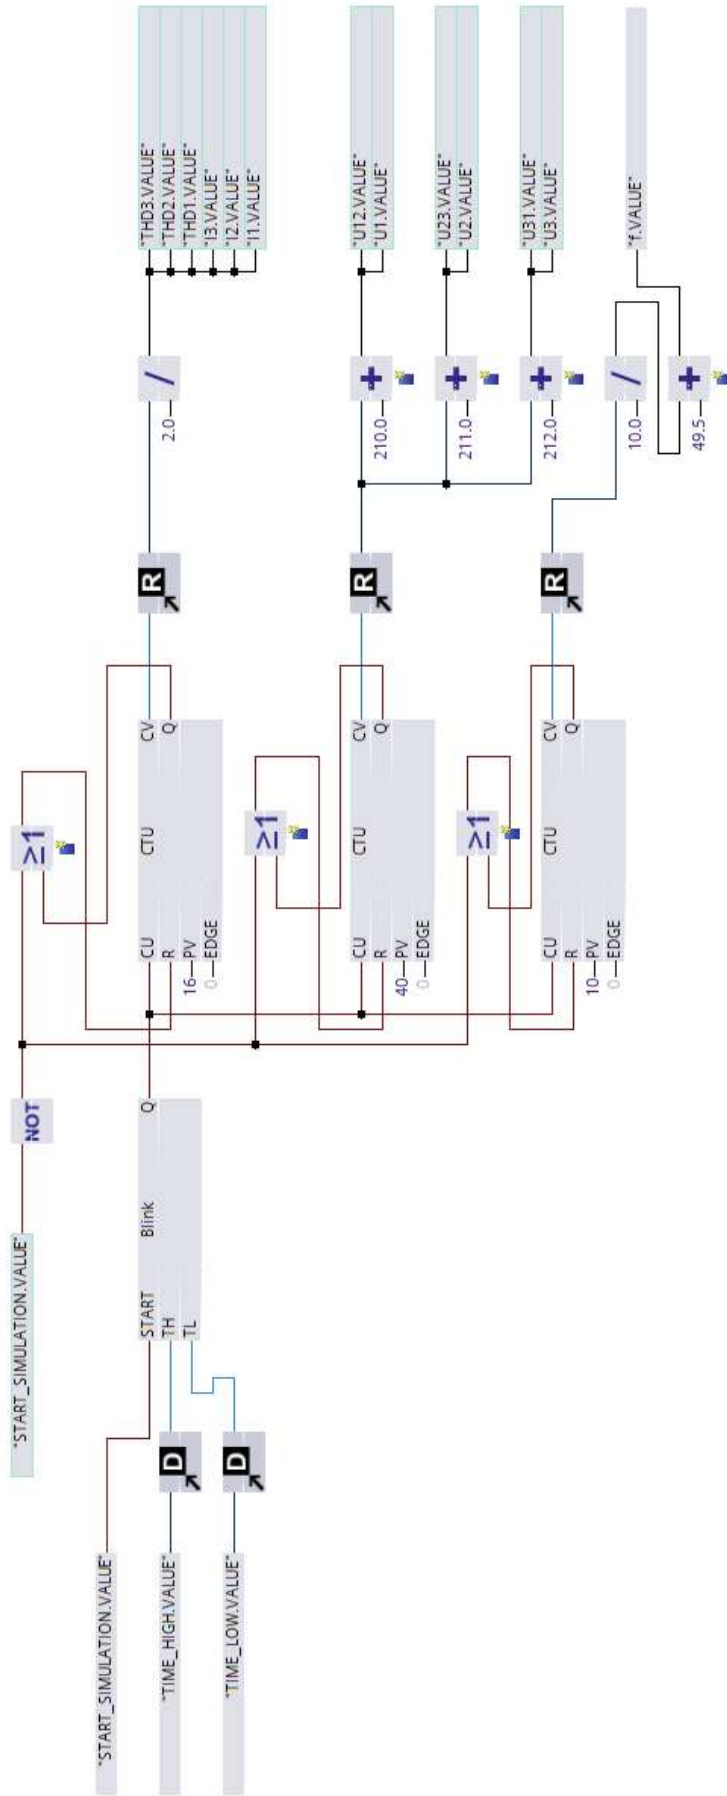 "START_SIMULATION.VALUE"
"TIME_HIGH.VALUE"
"TIME_LOW.VALUE"
D
D
"START_SIMULATION.VALUE"
NOT
START
Blink
Q
TH
TL
≥1
CU
CTU
CV
R
Q
16
PV
0
EDGE
R
/
2.0
"THD3.VALUE"
"THD2.VALUE"
"THD1.VALUE"
"I3.VALUE"
"I2.VALUE"
"I1.VALUE"
≥1
CU
CTU
CV
R
Q
40
PV
0
EDGE
R
+
210.0
"U12.VALUE"
"U1.VALUE"
+
211.0
"U23.VALUE"
"U2.VALUE"
+
212.0
"U31.VALUE"
"U3.VALUE"
≥1
CU
CTU
CV
R
Q
10
PV
0
EDGE
R
/
10.0
"f.VALUE"
+
49.5